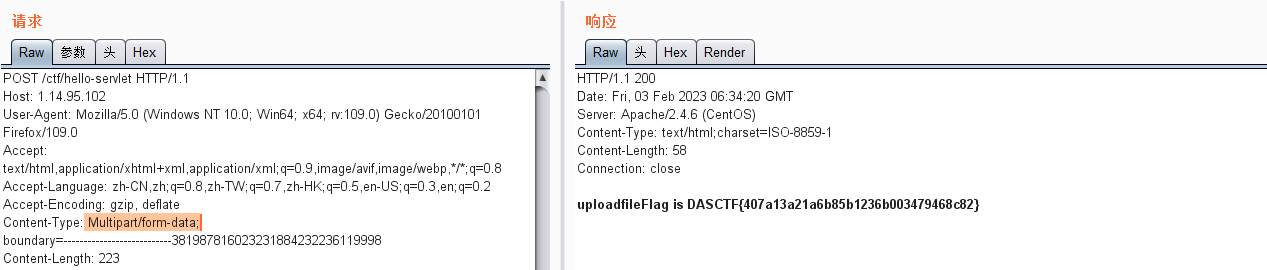 请求
Raw 参数 头 Hex
POST /ctf/hello-servlet HTTP/1.1
Host: 1.14.95.102
User-Agent: Mozilla/5.0 (Windows NT 10.0; Win64; x64; rv:109.0) Gecko/20100101
Firefox/109.0
Accept:
text/html,application/xhtml+xml,application/xml;q=0.9,image/avif,image/webp,*/*;q=0.8
Accept-Language: zh-CN,zh;q=0.8,zh-TW;q=0.7,zh-HK;q=0.5,en-US;q=0.3,en;q=0.2
Accept-Encoding: gzip, deflate
Content-Type: Multipart/form-data;
boundary=---------------------------381987816023231884232236119998
Content-Length: 223
响应
Raw 头 Hex Render
HTTP/1.1 200
Date: Fri, 03 Feb 2023 06:34:20 GMT
Server: Apache/2.4.6 (CentOS)
Content-Type: text/html;charset=ISO-8859-1
Content-Length: 58
Connection: close
uploadfileFlag is DASCTF{407a13a21a6b85b1236b003479468c82}